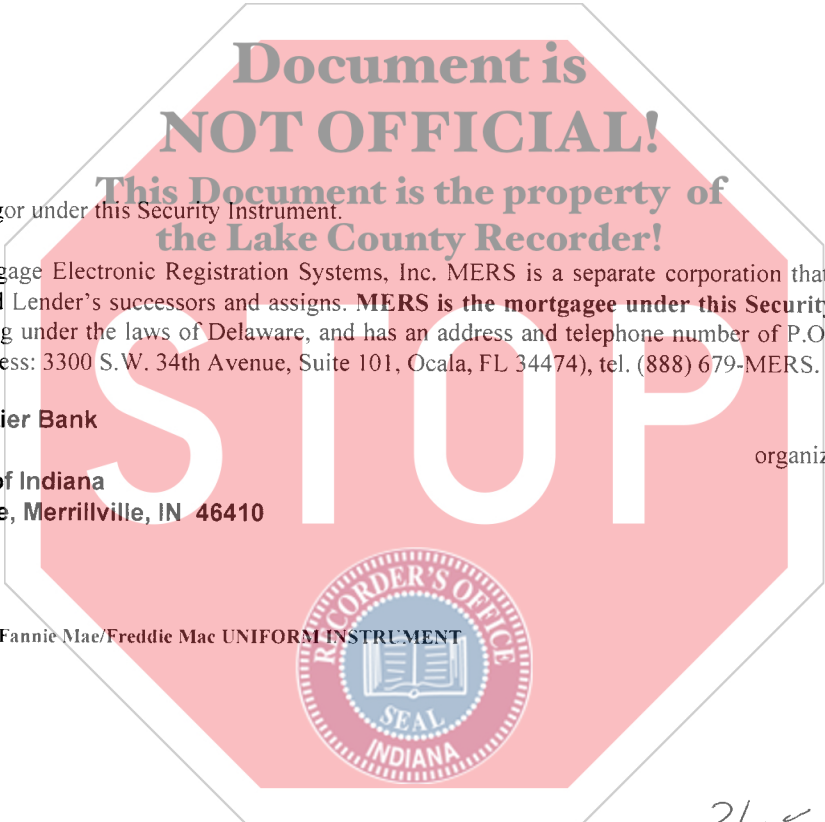 Document is
NOT OFFICIAL!
This Document is the property of
gor under this Security Instrument.
the Lake County Recorder!
gage Electronic Registration Systems, Inc. MERS is a separate corporation that
Lender's successors and assigns. MERS is the mortgagee under this Security
g under the laws of Delaware, and has an address and telephone number of P.O
ess: 3300 S.W. 34th Avenue, Suite 101, Ocala, FL 34474), tel. (888) 679-MERS.
STOP
ier Bank
organiz
of Indiana
e, Merrillville, IN 46410
RECORDER'S OFFICE
Fannie Mae/Freddie Mac UNIFORM INSTRUMENT
SEAL
INDIANA